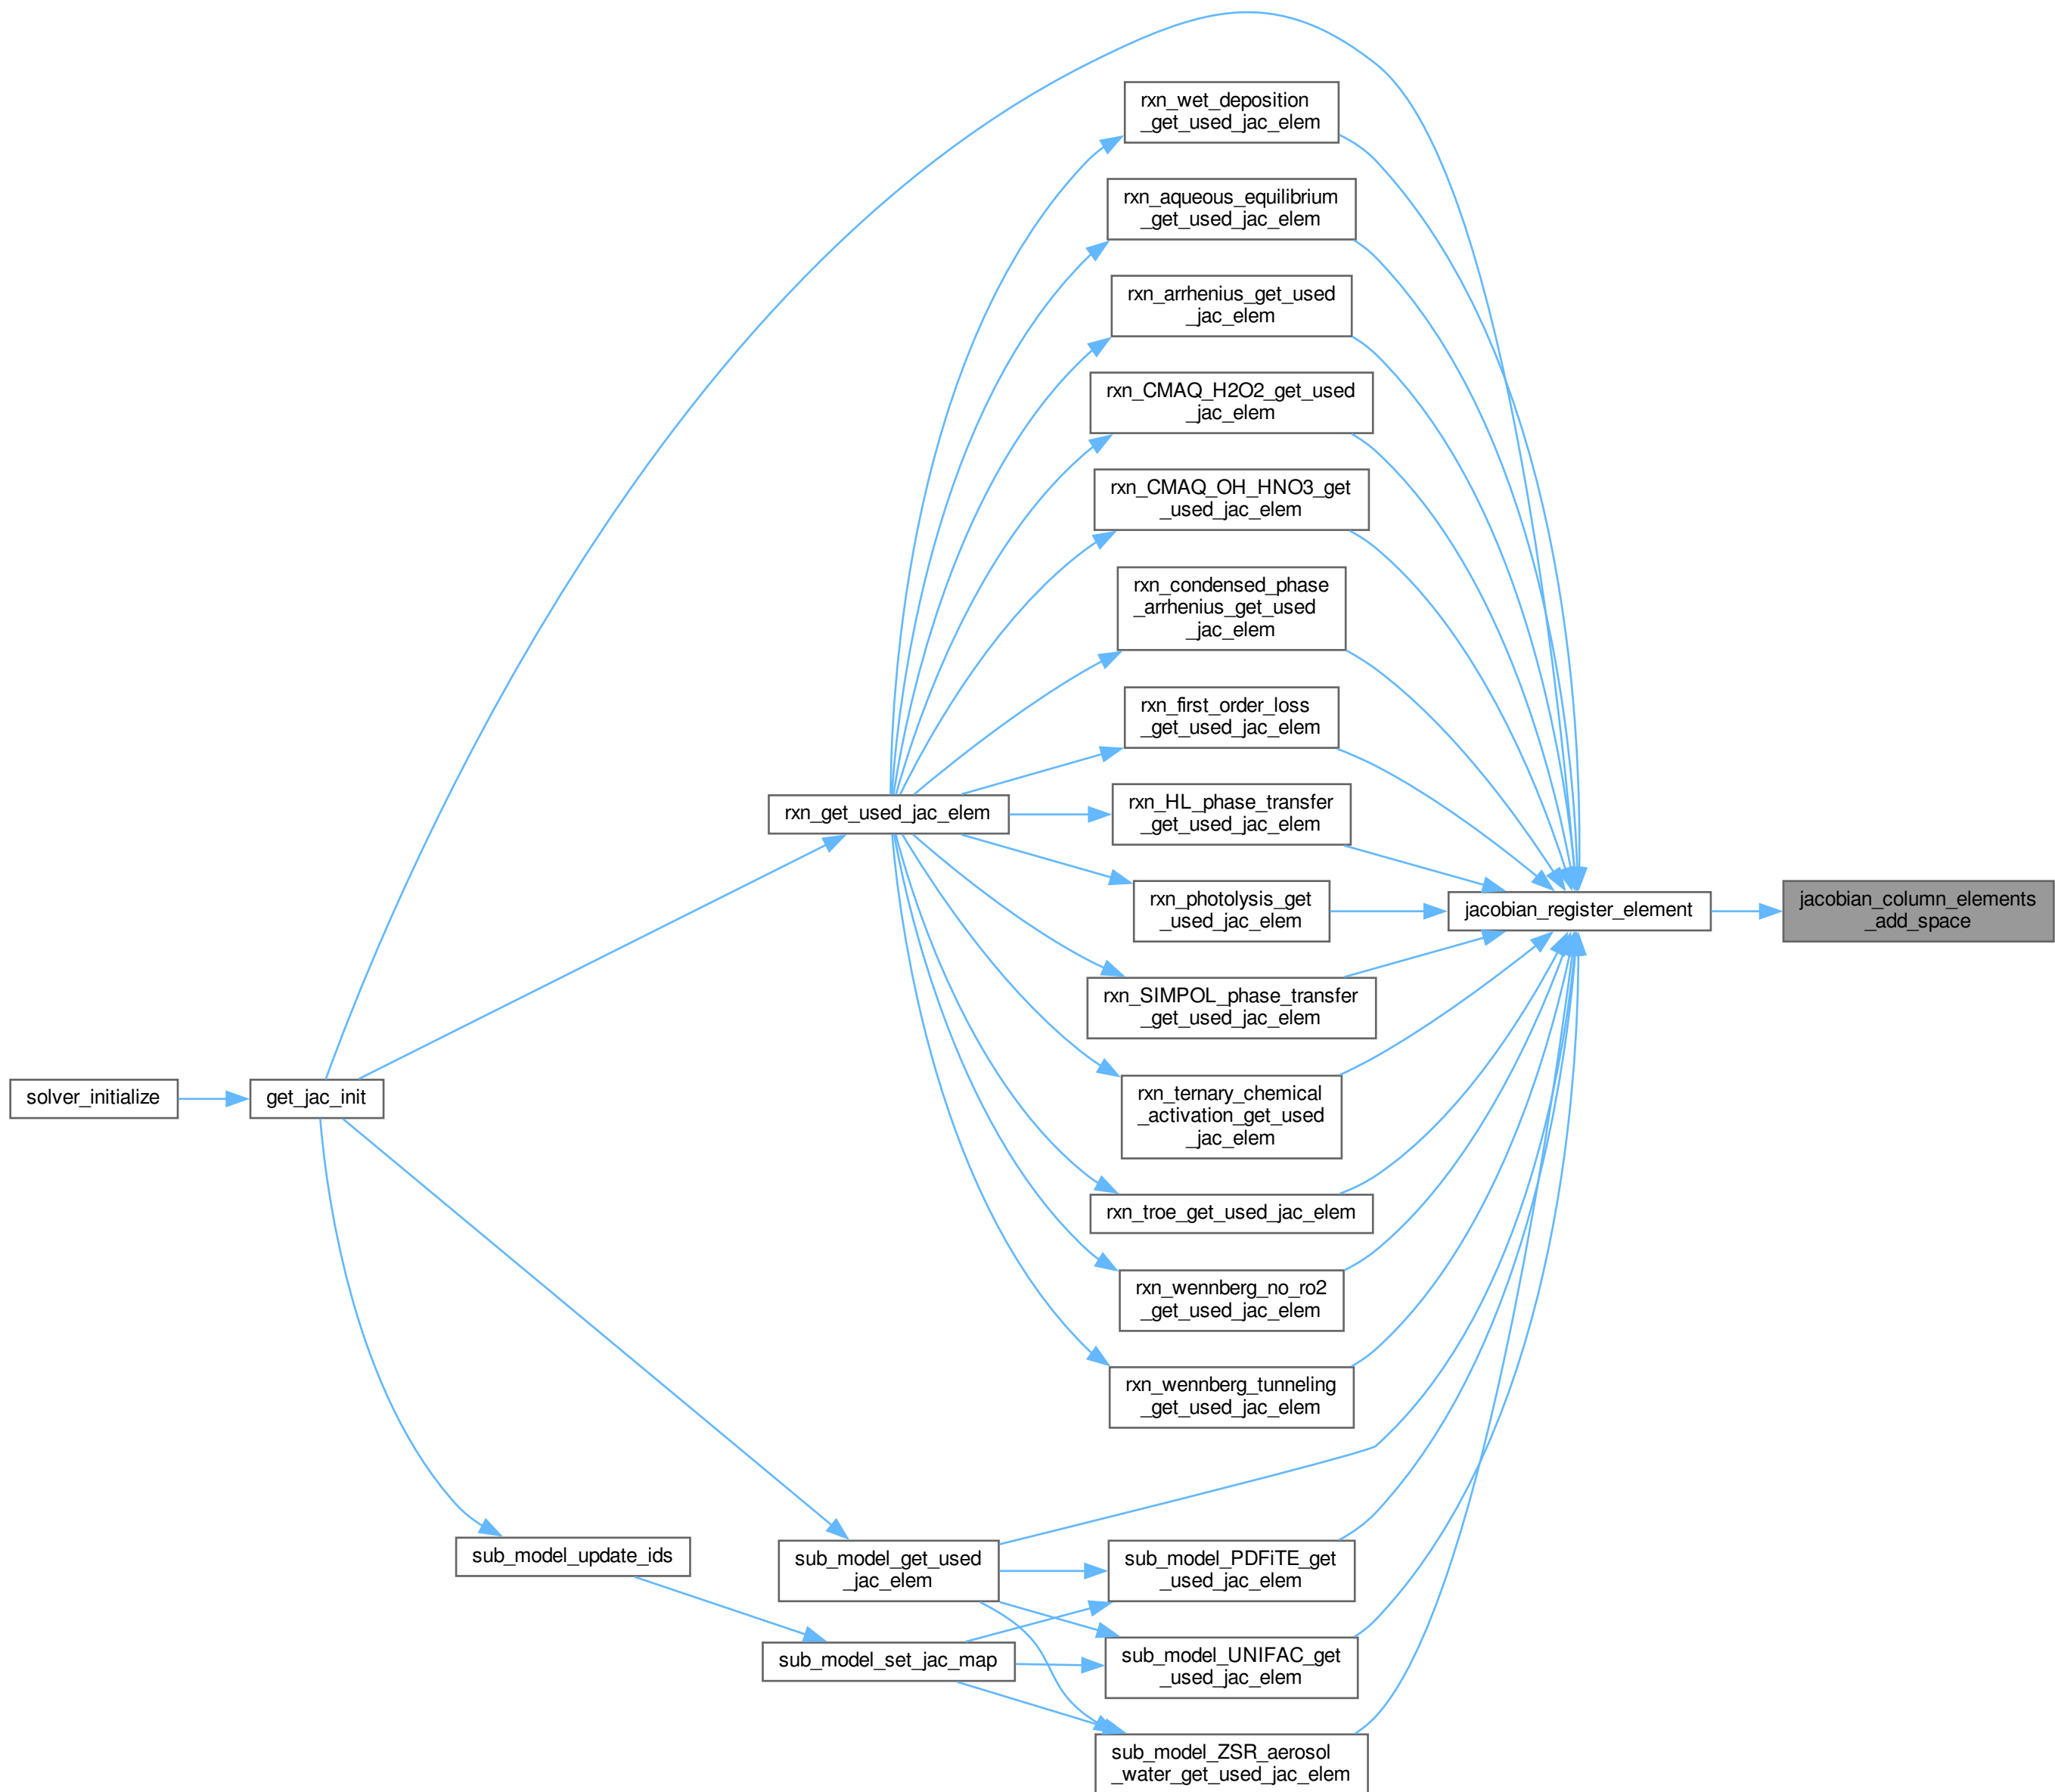 rxn_wet_deposition
_get_used_jac_elem
rxn_aqueous_equilibrium
_get_used_jac_elem
rxn_arrhenius_get_used
_jac_elem
rxn_CMAQ_H2O2_get_used
_jac_elem
rxn_CMAQ_OH_HNO3_get
_used_jac_elem
rxn_condensed_phase
_arrhenius_get_used
_jac_elem
rxn_first_order_loss
_get_used_jac_elem
rxn_get_used_jac_elem
rxn_HL_phase_transfer
_get_used_jac_elem
rxn_photolysis_get
_used_jac_elem
jacobian_register_element
jacobian_column_elements
_add_space
rxn_SIMPOL_phase_transfer
_get_used_jac_elem
solver_initialize
get_jac_init
rxn_ternary_chemical
_activation_get_used
_jac_elem
rxn_troe_get_used_jac_elem
rxn_wennberg_no_ro2
_get_used_jac_elem
rxn_wennberg_tunneling
_get_used_jac_elem
sub_model_update_ids
sub_model_get_used
_jac_elem
sub_model_PDFiTE_get
_used_jac_elem
sub_model_set_jac_map
sub_model_UNIFAC_get
_used_jac_elem
sub_model_ZSR_aerosol
_water_get_used_jac_elem